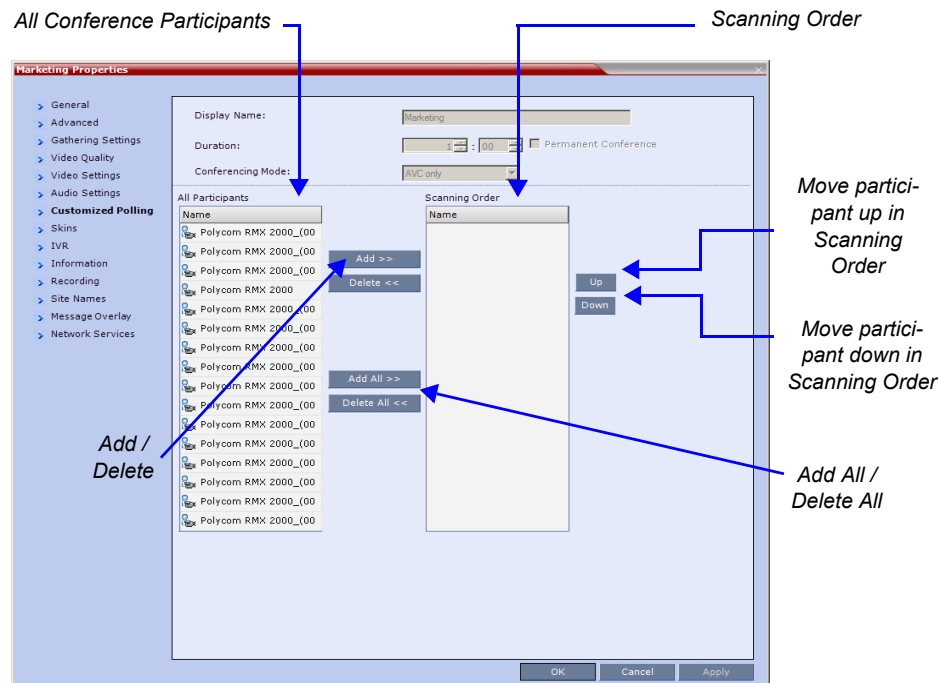 All Conference Participants
Scanning Order
Marketing Properties
General
Advanced
Gathering Settings
Video Quality
Video Settings
Audio Settings
Customized Polling
Skins
IVR
Information
Recording
Site Names
Message Overlay
Network Services
Display Name: Marketing
Duration: 1 : 00 Permanent Conference
Conferencing Mode: AVC only
All Participants
Name
Polycom RMX 2000_(00
Polycom RMX 2000_(00
Polycom RMX 2000_(00
Polycom RMX 2000
Polycom RMX 2000_(00
Polycom RMX 2000_(00
Polycom RMX 2000_(00
Polycom RMX 2000_(00
Polycom RMX 2000_(00
Polycom RMX 2000_(00
Polycom RMX 2000_(00
Polycom RMX 2000_(00
Polycom RMX 2000_(00
Polycom RMX 2000_(00
Polycom RMX 2000_(00
Polycom RMX 2000_(00
Add >>
Delete <<
Add All >>
Delete All <<
Scanning Order
Name
Up
Down
OK Cancel Apply
Move partici-
pant up in
Scanning
Order
Move partici-
pant down in
Scanning Order
Add /
Delete
Add All /
Delete All